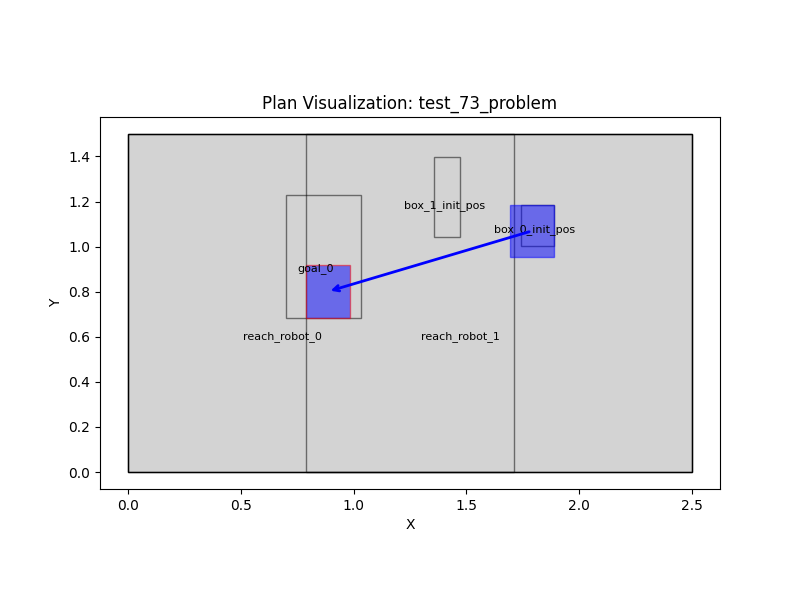 Plan Visualization: test_73_problem
Y
1.4
1.2
1.0
0.8
0.6
0.4
0.2
0.0
box_1_init_pos
box_0_init_pos
goal_0
reach_robot_0
reach_robot_1
0.0
0.5
1.0
1.5
2.0
2.5
X